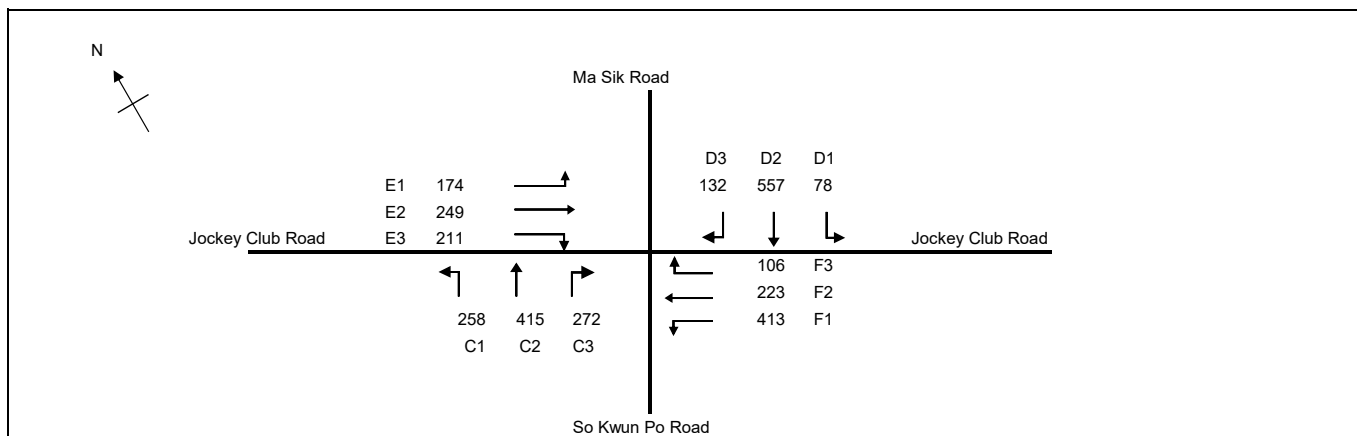 N
Ma Sik Road
D3 D2 D1
E1 174 132 557 78
E2 249
E3 211
Jockey Club Road Jockey Club Road
106 F3
223 F2
258 415 272 413 F1
C1 C2 C3
So Kwun Po Road